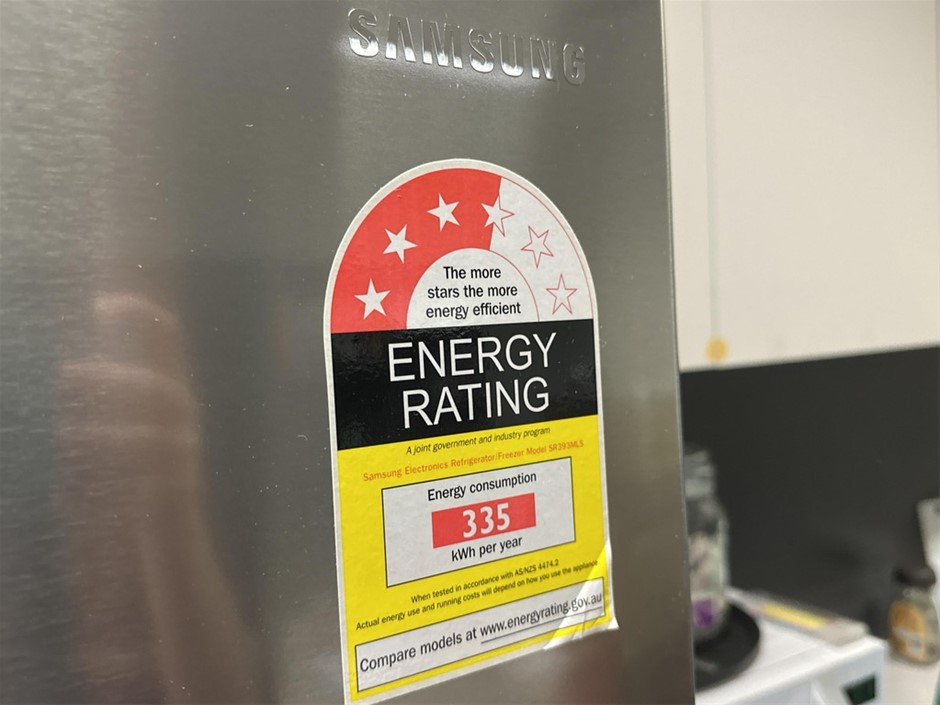 SAMSUNG
The more
stars the more
energy efficient
ENERGY
RATING
A joint government and industry program
Samsung Electronics Refrigerator/Freezer Model SR393MLS
Energy consumption
335
kWh per year
When tested in accordance with AS/NZS 4474.2
Actual energy use and running costs will depend on how you use the appliance
Compare models at www.energyrating.gov.au